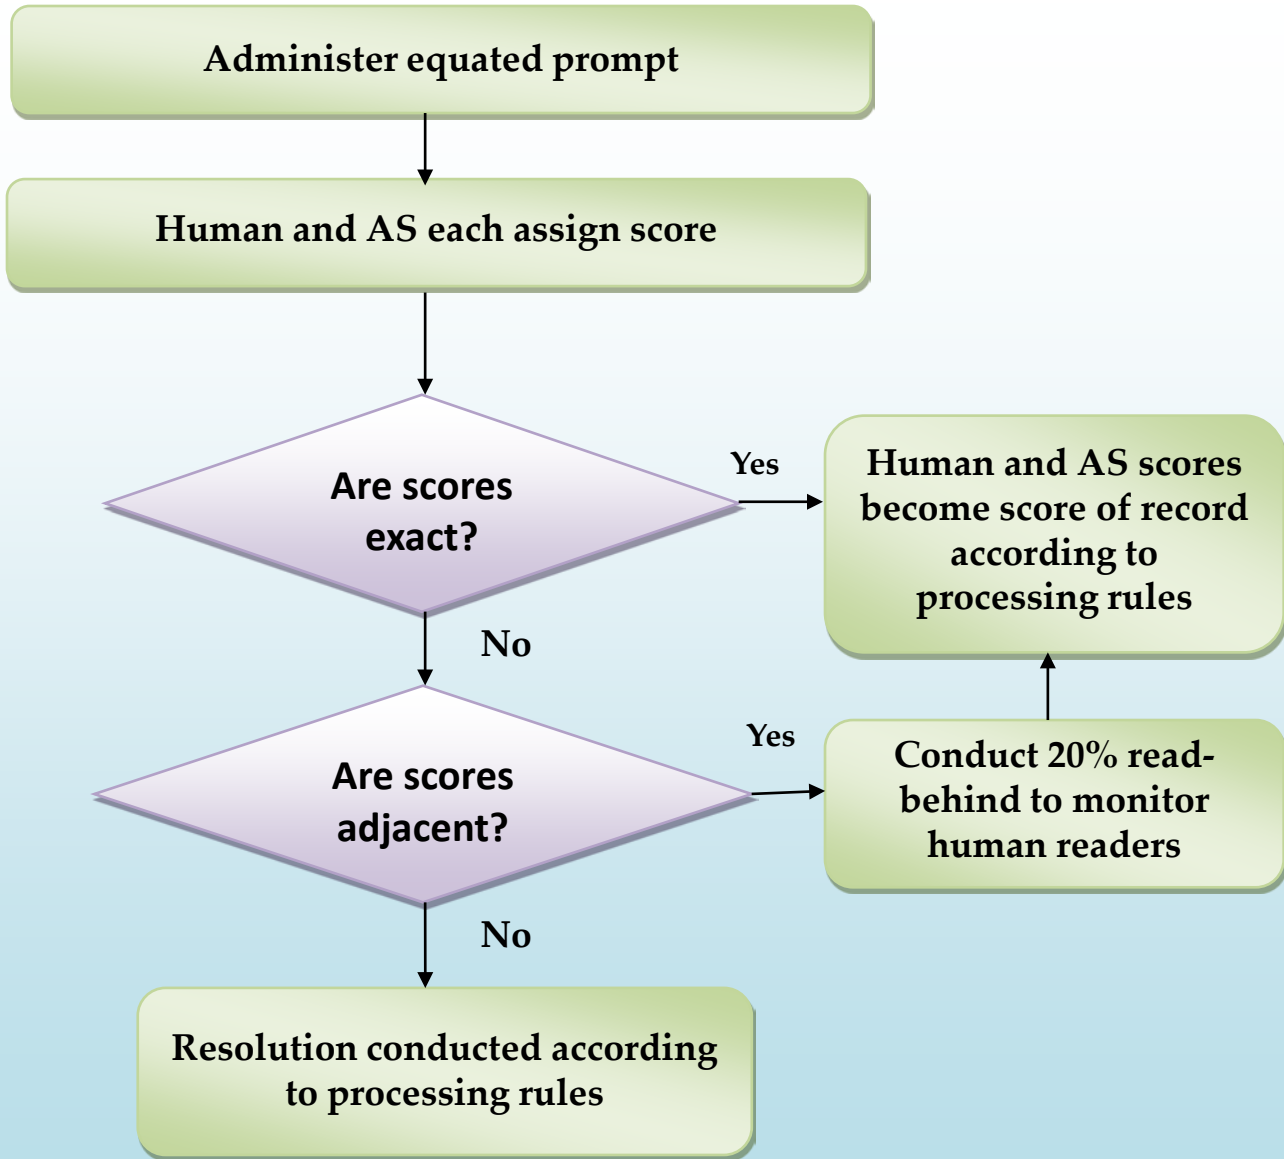 Administer equated prompt
Human and AS each assign score
Are scores
exact?
Yes
Human and AS scores
become score of record
according to
processing rules
No
Are scores
adjacent?
Yes
Conduct 20% read-
behind to monitor
human readers
No
Resolution conducted according
to processing rules